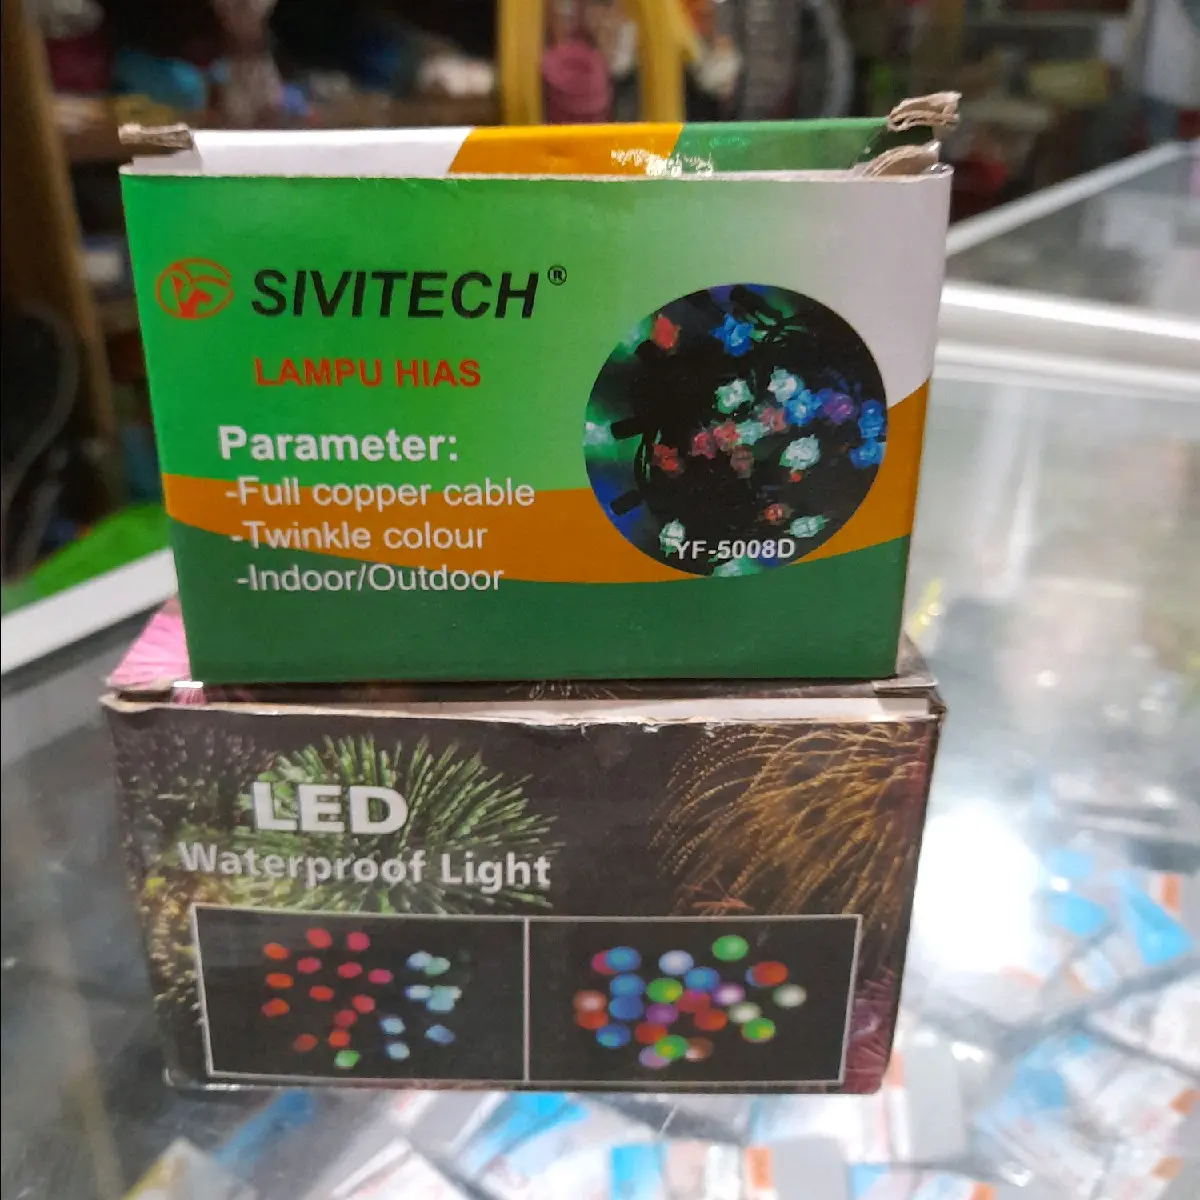 SIVITECH®
LAMPU HIAS
Parameter:
-Full copper cable
-Twinkle colour
-Indoor/Outdoor
YF-5008D
LED
Waterproof Light